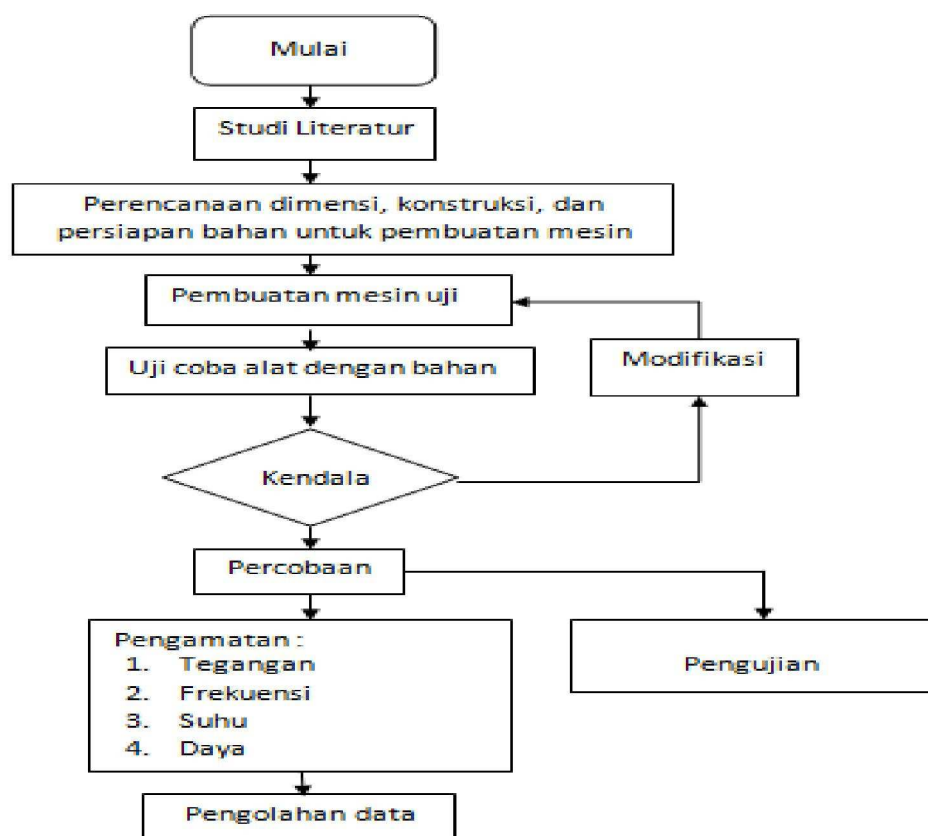 Mulai
Studi Literatur
Perencanaan dimensi, konstruksi, dan
persiapan bahan untuk pembuatan mesin
Pembuatan mesin uji
Uji coba alat dengan bahan
Modifikasi
Kendala
Percobaan
Pengamatan :
1. Tegangan
2. Frekuensi
3. Suhu
4. Daya
Pengujian
Pengolahan data